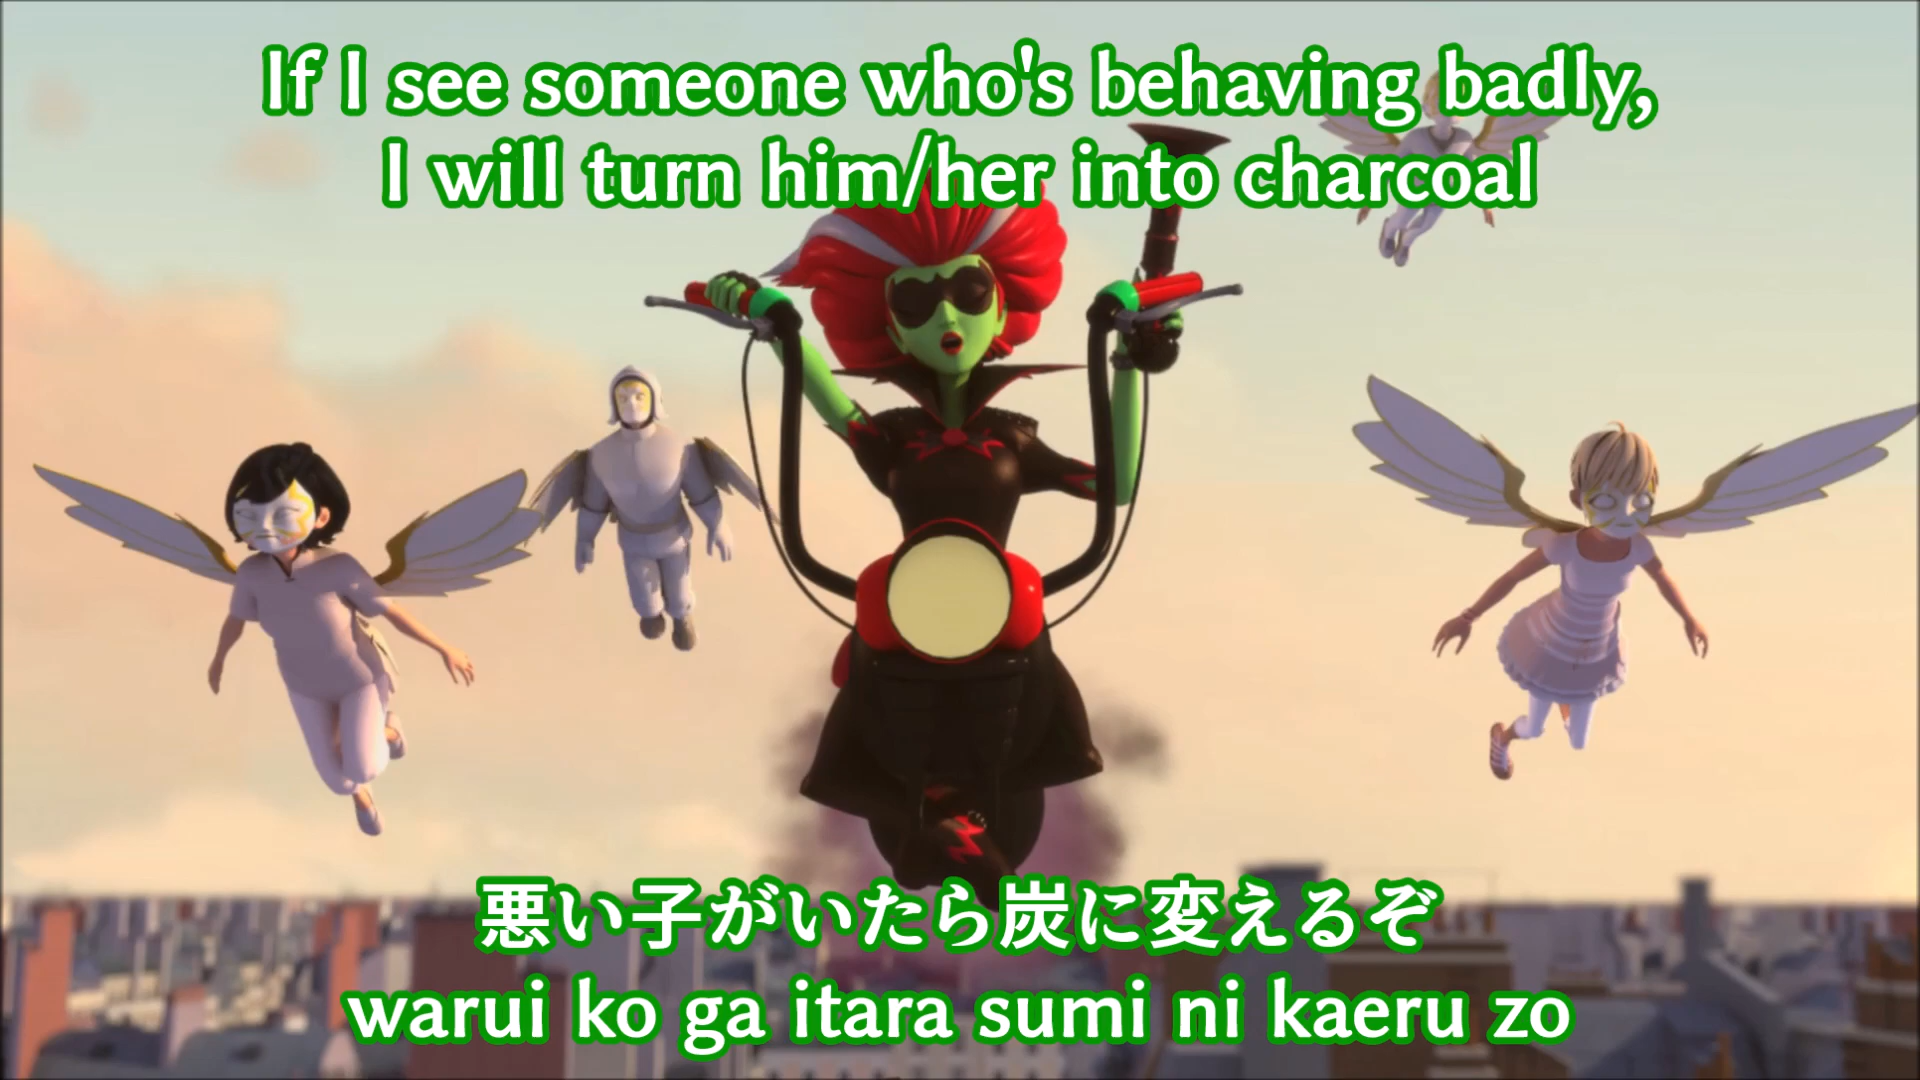 If I see someone who's behaving badly,
I will turn him/her into charcoal
悪い子がいたら炭に変えるぞ
warui ko ga itara sumi ni kaeru zo